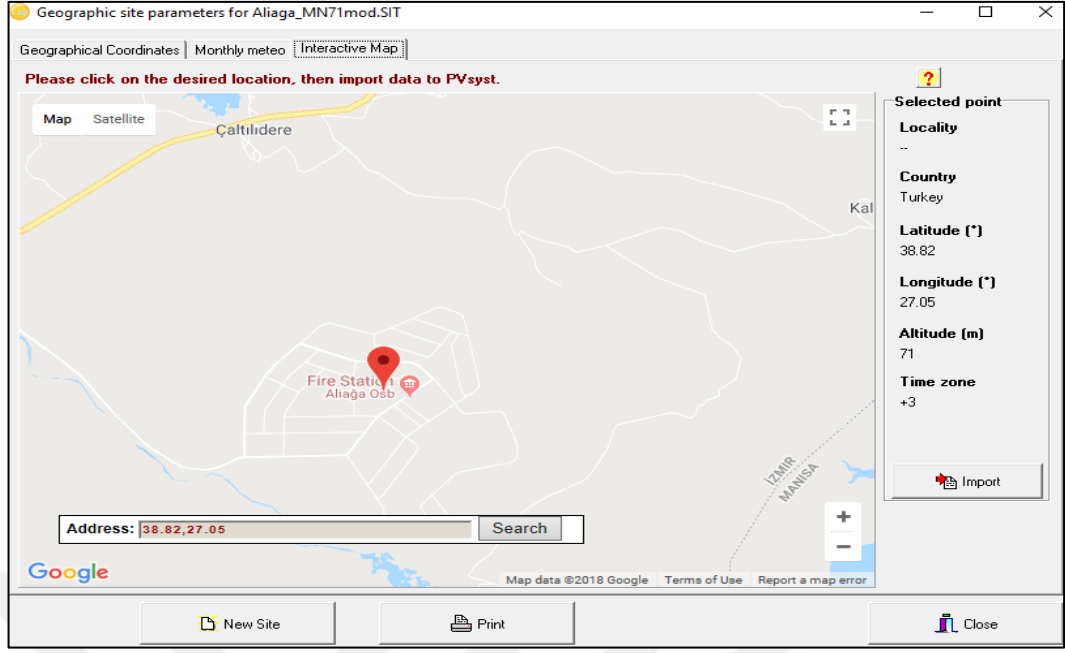 Geographic site parameters for Aliaga_MN71mod.SIT
Geographical Coordinates Monthly meteo Interactive Map
Please click on the desired location, then import data to PVsyst.
?
Map Satellite
Çaltılıdere
Kal
Fire Station
Aliağa Osb
İZMİR
MANİSA
Address: 38.82,27.05 Search
+
−
Google
Map data ©2018 Google Terms of Use Report a map error
Selected point
Locality
--
Country
Turkey
Latitude (°)
38.82
Longitude (°)
27.05
Altitude (m)
71
Time zone
+3
Import
New Site Print Close